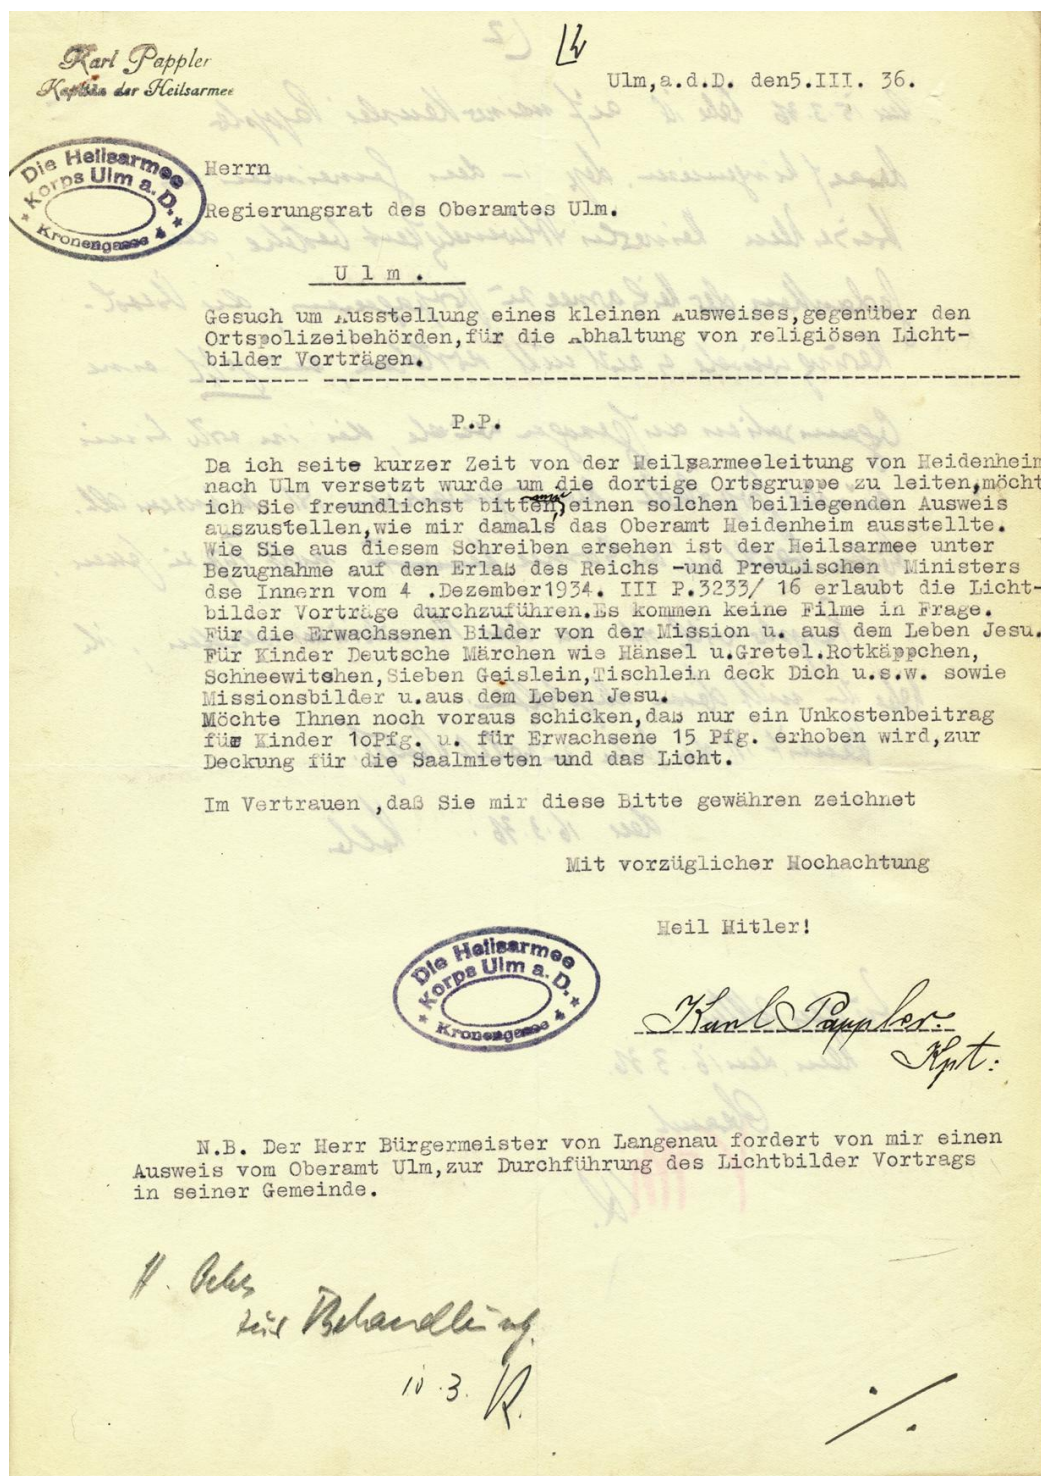 Karl Pappler
Kapitän der Heilsarmee
Ulm,a.d.D. den5.III. 36.
Die Heilsarmee
Korps Ulm a. D.
Kronengasse 4
Herrn
Regierungsrat des Oberamtes Ulm.
U l m .
Gesuch um Ausstellung eines kleinen Ausweises,gegenüber den
Ortspolizeibehörden,für die Abhaltung von religiösen Licht-
bilder Vorträgen.
P.P.
Da ich seite kurzer Zeit von der Heilsarmeeleitung von Heidenheim
nach Ulm versetzt wurde um die dortige Ortsgruppe zu leiten,möcht
ich Sie freundlichst bitten, einen solchen beiliegenden Ausweis
auszustellen,wie mir damals das Oberamt Heidenheim ausstellte.
Wie Sie aus diesem Schreiben ersehen ist der Heilsarmee unter
Bezugnahme auf den Erlaß des Reichs -und Preußischen Ministers
dse Innern vom 4 .Dezember1934. III P.3233/ 16 erlaubt die Licht-
bilder Vorträge durchzuführen.Es kommen keine Filme in Frage.
Für die Erwachsenen Bilder von der Mission u. aus dem Leben Jesu.
Für Kinder Deutsche Märchen wie Hänsel u.Gretel.Rotkäppchen,
Schneewitchen,Sieben Geislein,Tischlein deck Dich u.s.w. sowie
Missionsbilder u.aus dem Leben Jesu.
Möchte Ihnen noch voraus schicken,daß nur ein Unkostenbeitrag
für Kinder 1oPfg. u. für Erwachsene 15 Pfg. erhoben wird,zur
Deckung für die Saalmieten und das Licht.
Im Vertrauen ,daß Sie mir diese Bitte gewähren zeichnet
Mit vorzüglicher Hochachtung
Heil Hitler!
Die Heilsarmee
Korps Ulm a. D.
Kronengasse 4
Karl Pappler.
Kpt:
N.B. Der Herr Bürgermeister von Langenau fordert von mir einen
Ausweis vom Oberamt Ulm,zur Durchführung des Lichtbilder Vortrags
in seiner Gemeinde.
H.
zur Behandlung.
10.3.